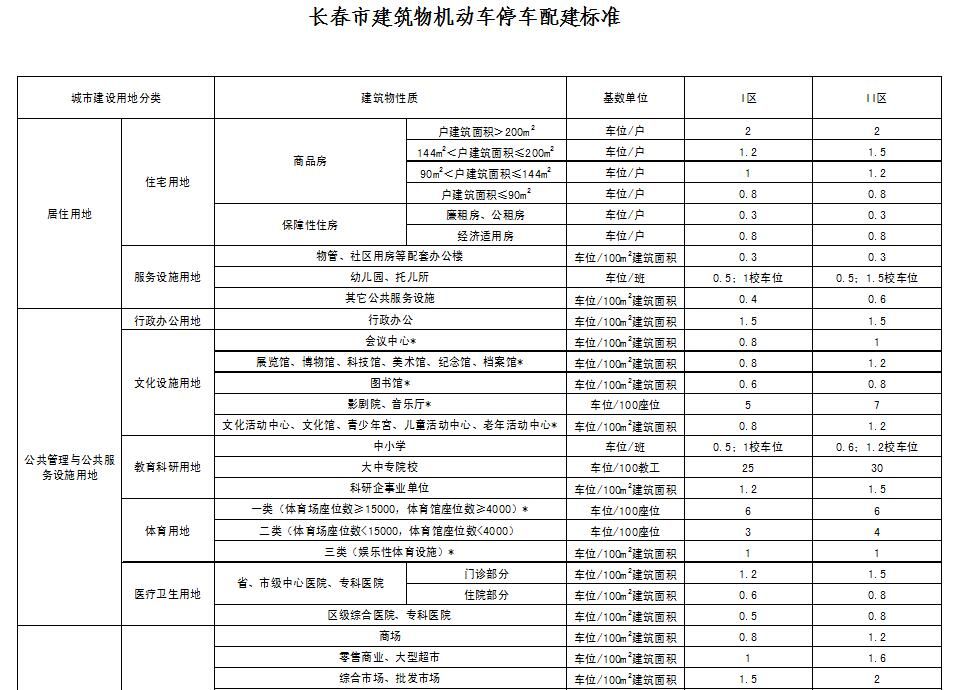 长春市建筑物机动车停车配建标准
城市建设用地分类 建筑物性质 基数单位 I区 II区
居住用地 住宅用地 商品房 户建筑面积>200m² 车位/户 2 2
144m²<户建筑面积≤200m² 车位/户 1.2 1.5
90m²<户建筑面积≤144m² 车位/户 1 1.2
户建筑面积≤90m² 车位/户 0.8 0.8
保障性住房 廉租房、公租房 车位/户 0.3 0.3
经济适用房 车位/户 0.8 0.8
服务设施用地 物管、社区用房等配套办公楼 车位/100m²建筑面积 0.3 0.3
幼儿园、托儿所 车位/班 0.5；1校车位 0.5；1.5校车位
其它公共服务设施 车位/100m²建筑面积 0.4 0.6
公共管理与公共服务设施用地 行政办公用地 行政办公 车位/100m²建筑面积 1.5 1.5
文化设施用地 会议中心* 车位/100m²建筑面积 0.8 1
展览馆、博物馆、科技馆、美术馆、纪念馆、档案馆* 车位/100m²建筑面积 0.8 1.2
图书馆* 车位/100m²建筑面积 0.6 0.8
影剧院、音乐厅* 车位/100座位 5 7
文化活动中心、文化馆、青少年宫、儿童活动中心、老年活动中心* 车位/100m²建筑面积 0.8 1.2
教育科研用地 中小学 车位/班 0.5；1校车位 0.6；1.2校车位
大中专院校 车位/100教工 25 30
科研企事业单位 车位/100m²建筑面积 1.2 1.5
体育用地 一类（体育场座位数≥15000，体育馆座位数≥4000）* 车位/100座位 6 6
二类（体育场座位数<15000，体育馆座位数<4000） 车位/100座位 3 4
三类（娱乐性体育设施）* 车位/100m²建筑面积 1 1
医疗卫生用地 省、市级中心医院、专科医院 门诊部分 车位/100m²建筑面积 1.2 1.5
住院部分 车位/100m²建筑面积 0.6 0.8
区级综合医院、专科医院 车位/100m²建筑面积 0.5 0.8
商场 车位/100m²建筑面积 0.8 1.2
零售商业、大型超市 车位/100m²建筑面积 1 1.6
综合市场、批发市场 车位/100m²建筑面积 1.5 2